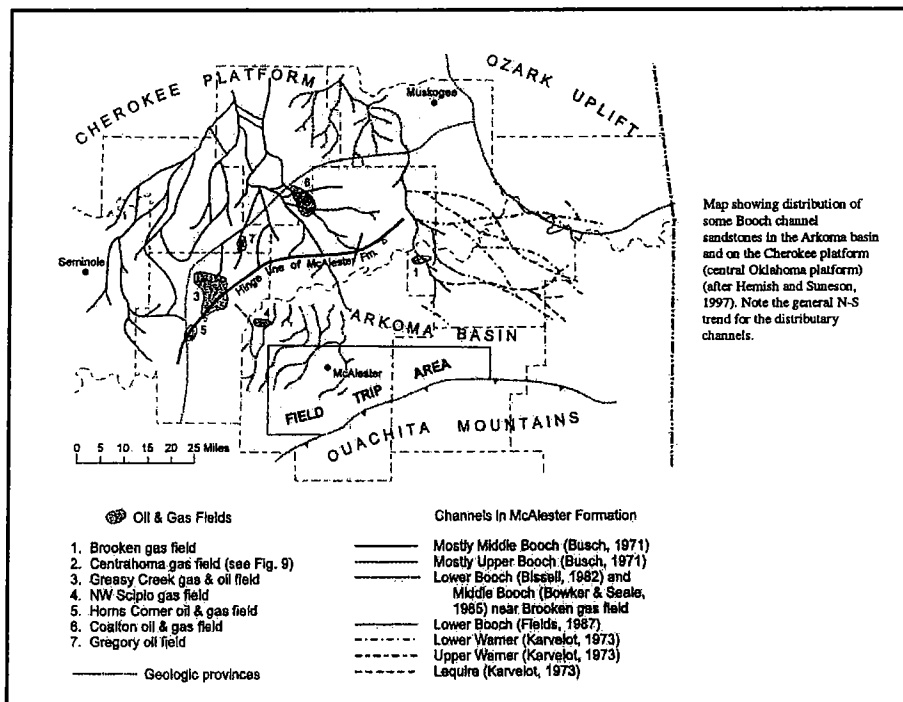 CHEROKEE PLATFORM
OZARK UPLIFT
Muskogee
Seminole
Hinge line of McAlester Fm.
ARKOMA BASIN
McAlester
FIELD TRIP AREA
OUACHITA MOUNTAINS
6
7
3
5
4
1
0 5 10 15 20 25 Miles
Map showing distribution of
some Booch channel
sandstones in the Arkoma basin
and on the Cherokee platform
(central Oklahoma platform)
(after Hemish and Suneson,
1997). Note the general N-S
trend for the distributary
channels.
Oil & Gas Fields
1. Brooken gas field
2. Centrahoma gas field (see Fig. 9)
3. Greasy Creek gas & oil field
4. NW Scipio gas field
5. Horns Corner oil & gas field
6. Coalton oil & gas field
7. Gregory oil field
Geologic provinces
Channels in McAlester Formation
Mostly Middle Booch (Busch, 1971)
Mostly Upper Booch (Busch, 1971)
Lower Booch (Bissell, 1982) and
Middle Booch (Bowker & Seale,
1985) near Brooken gas field
Lower Booch (Fields, 1987)
Lower Warner (Karvelot, 1973)
Upper Warner (Karvelot, 1973)
Lequire (Karvelot, 1973)